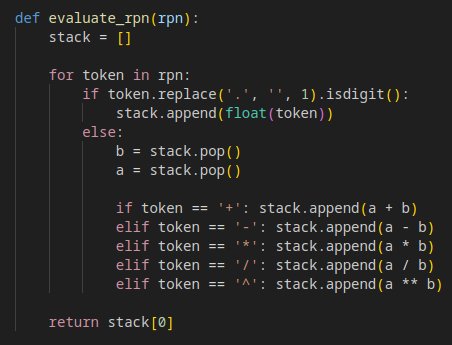 def evaluate_rpn(rpn):
    stack = []

    for token in rpn:
        if token.replace('.', '', 1).isdigit():
            stack.append(float(token))
        else:
            b = stack.pop()
            a = stack.pop()

            if token == '+': stack.append(a + b)
            elif token == '-': stack.append(a - b)
            elif token == '*': stack.append(a * b)
            elif token == '/': stack.append(a / b)
            elif token == '^': stack.append(a ** b)

    return stack[0]